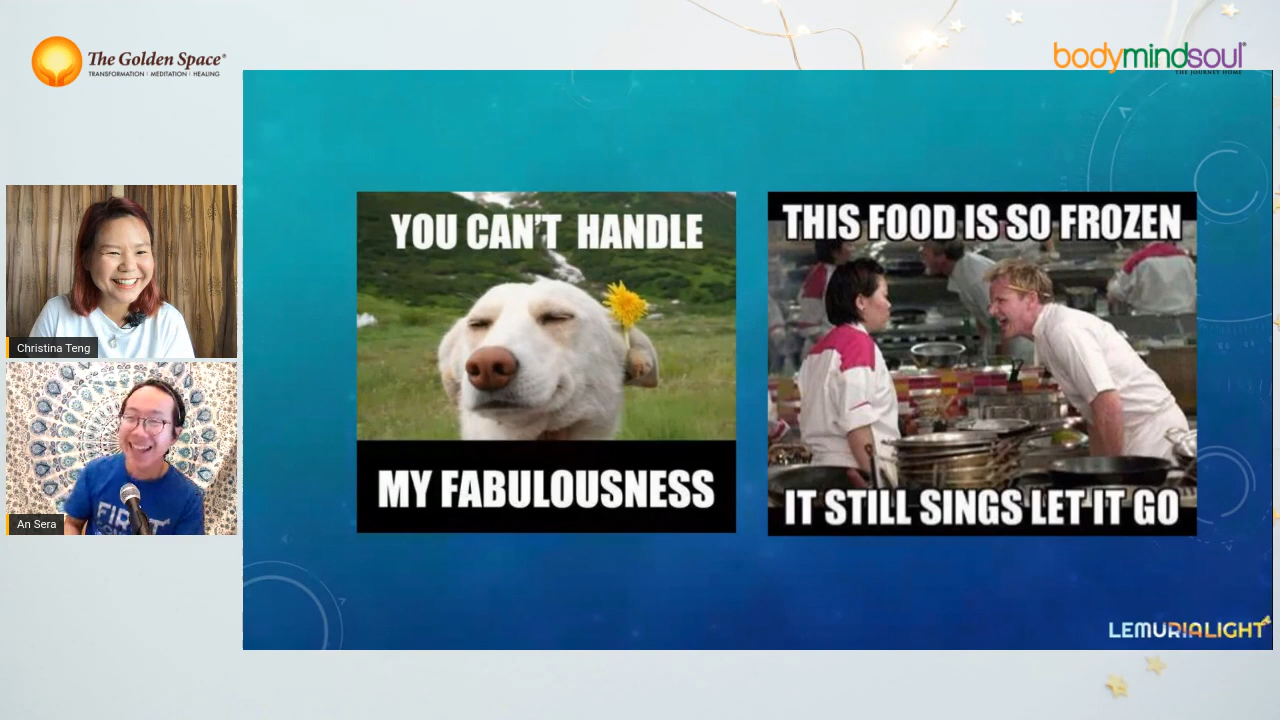 The Golden Space®
TRANSFORMATION | MEDITATION | HEALING
bodymindsoul
THE JOURNEY HOME
Christina Teng
An Sera
YOU CAN'T HANDLE
MY FABULOUSNESS
THIS FOOD IS SO FROZEN
IT STILL SINGS LET IT GO
LEMURIALIGHT